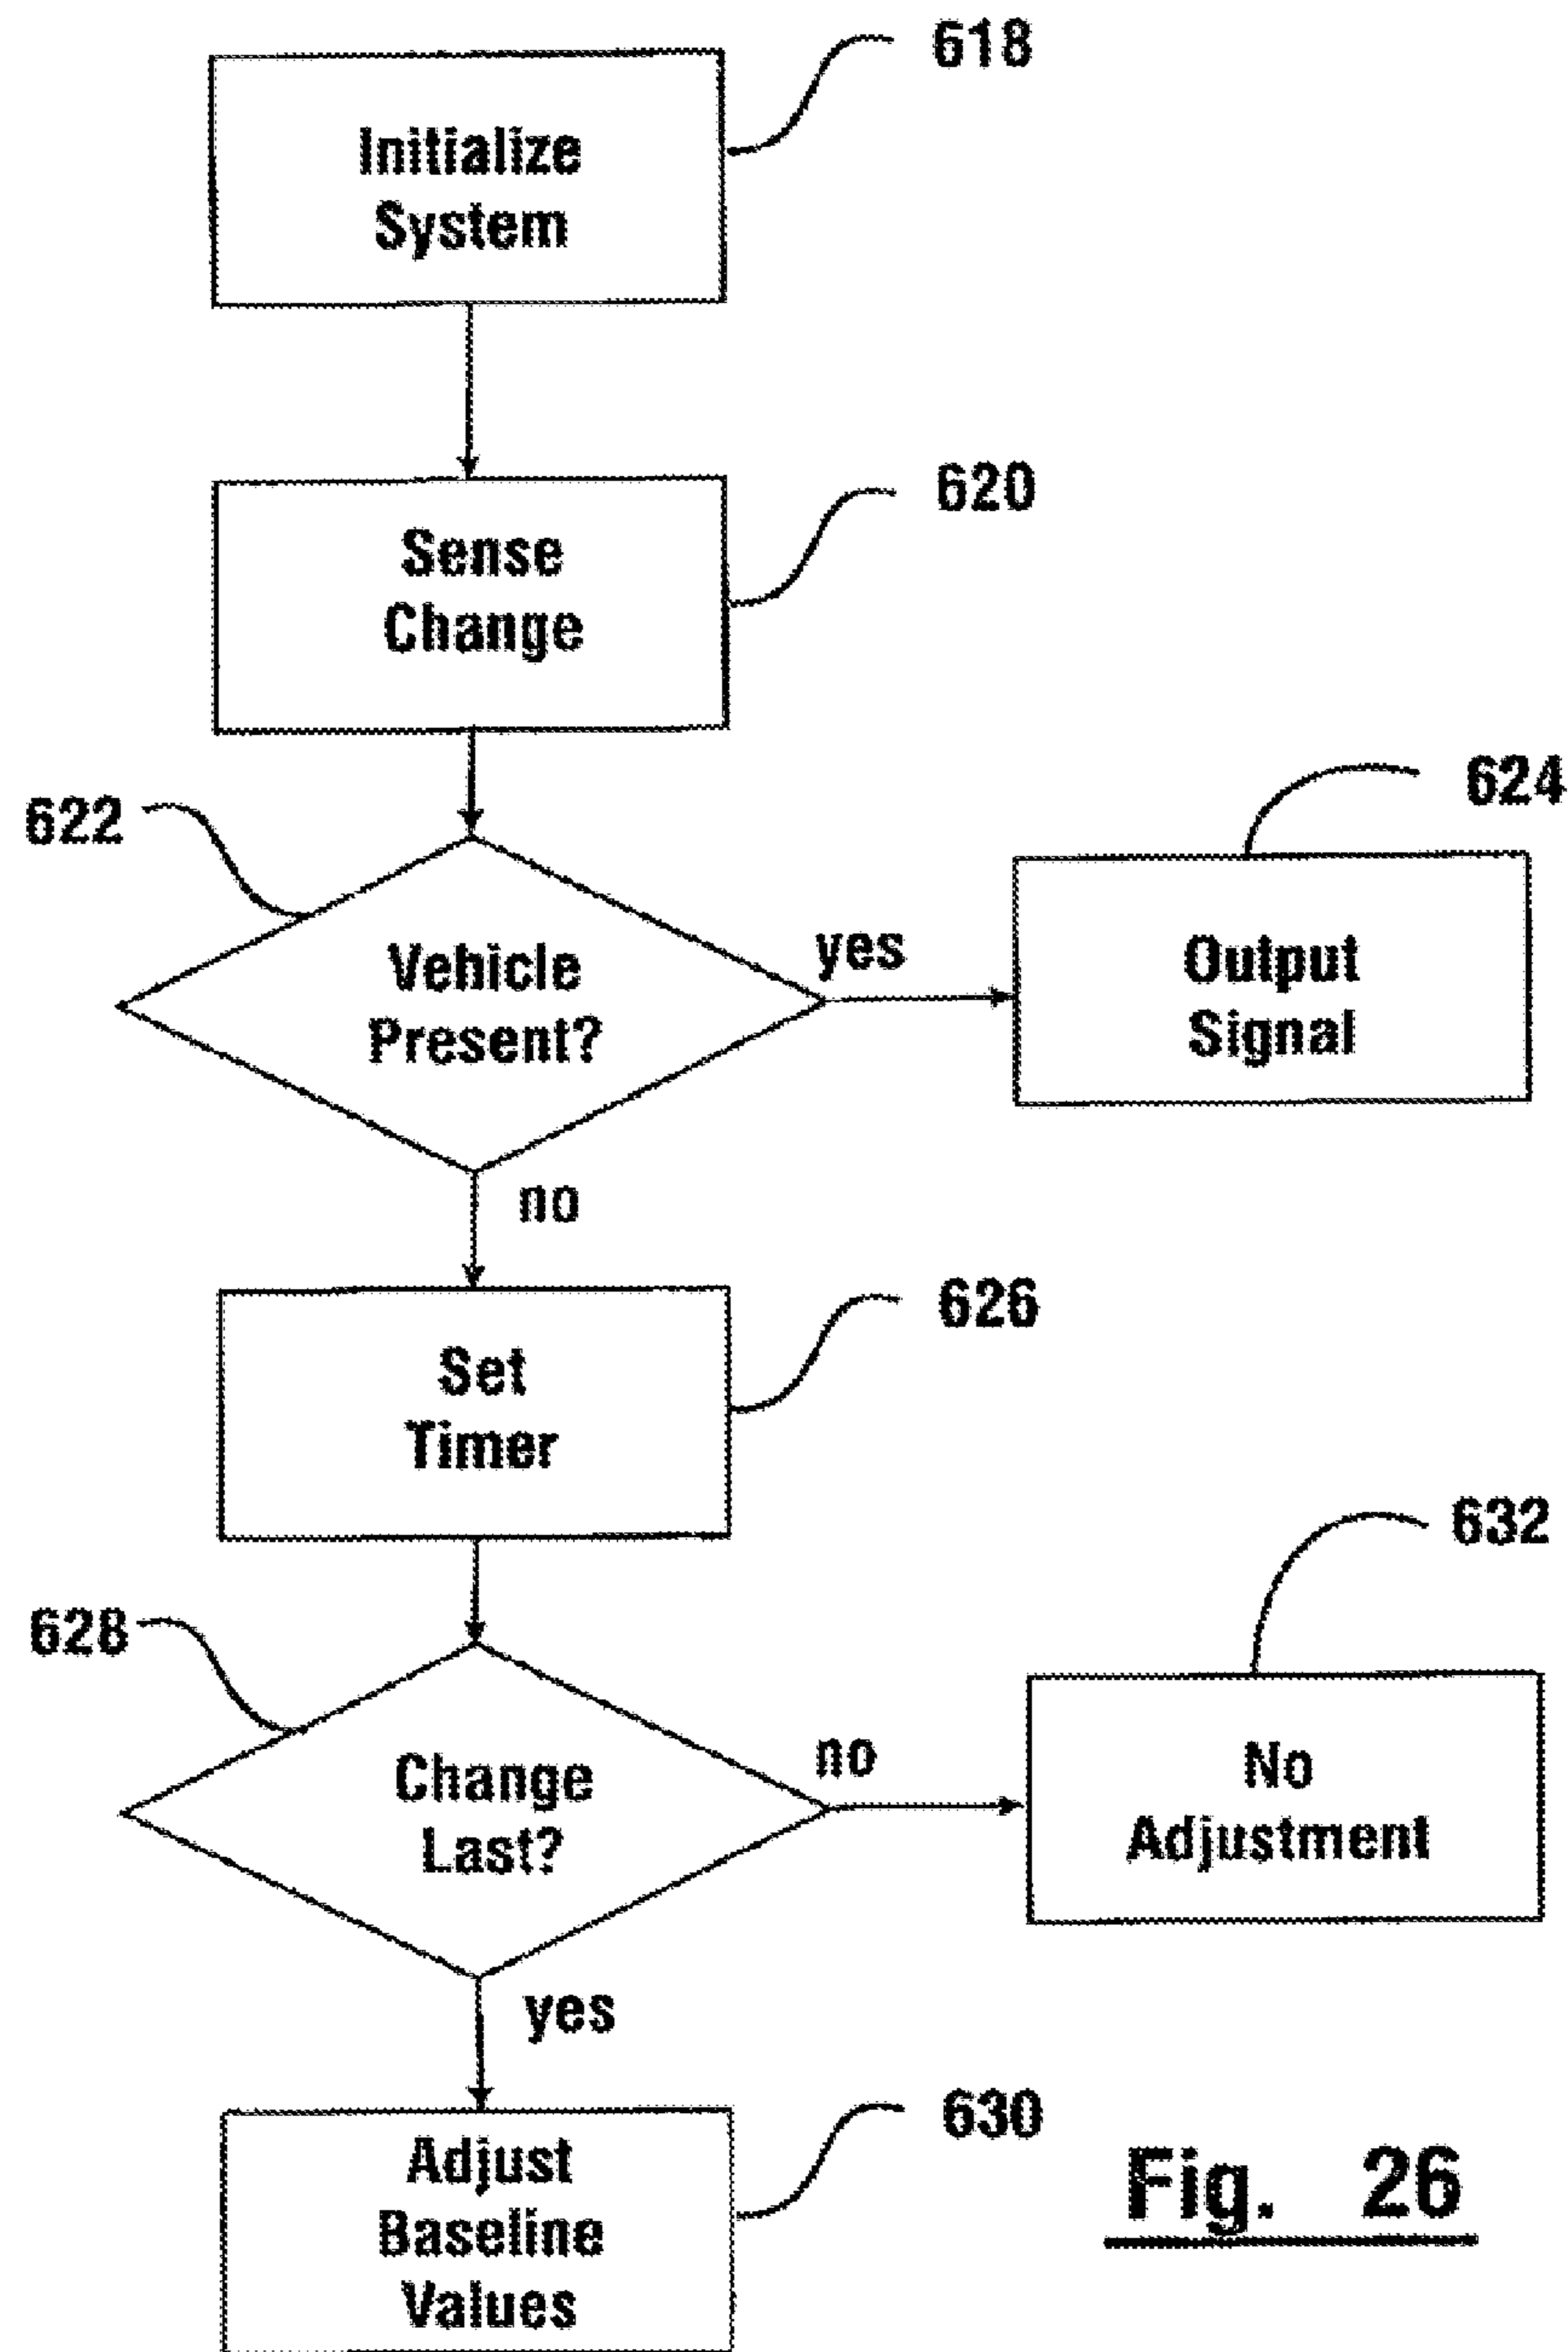 618
Initialize
System
620
Sense
Change
622
624
Vehicle
Present?
yes
Output
Signal
no
626
Set
Timer
628
632
Change
Last?
no
No
Adjustment
yes
630
Adjust
Baseline
Values
Fig. 26